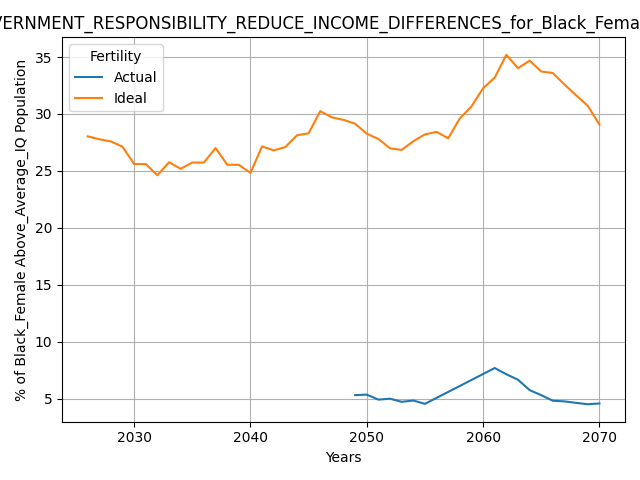 VERNMENT_RESPONSIBILITY_REDUCE_INCOME_DIFFERENCES_for_Black_Fema
Fertility
Actual
Ideal
% of Black_Female Above_Average_IQ Population
35
30
25
20
15
10
5
2030 2040 2050 2060 2070
Years